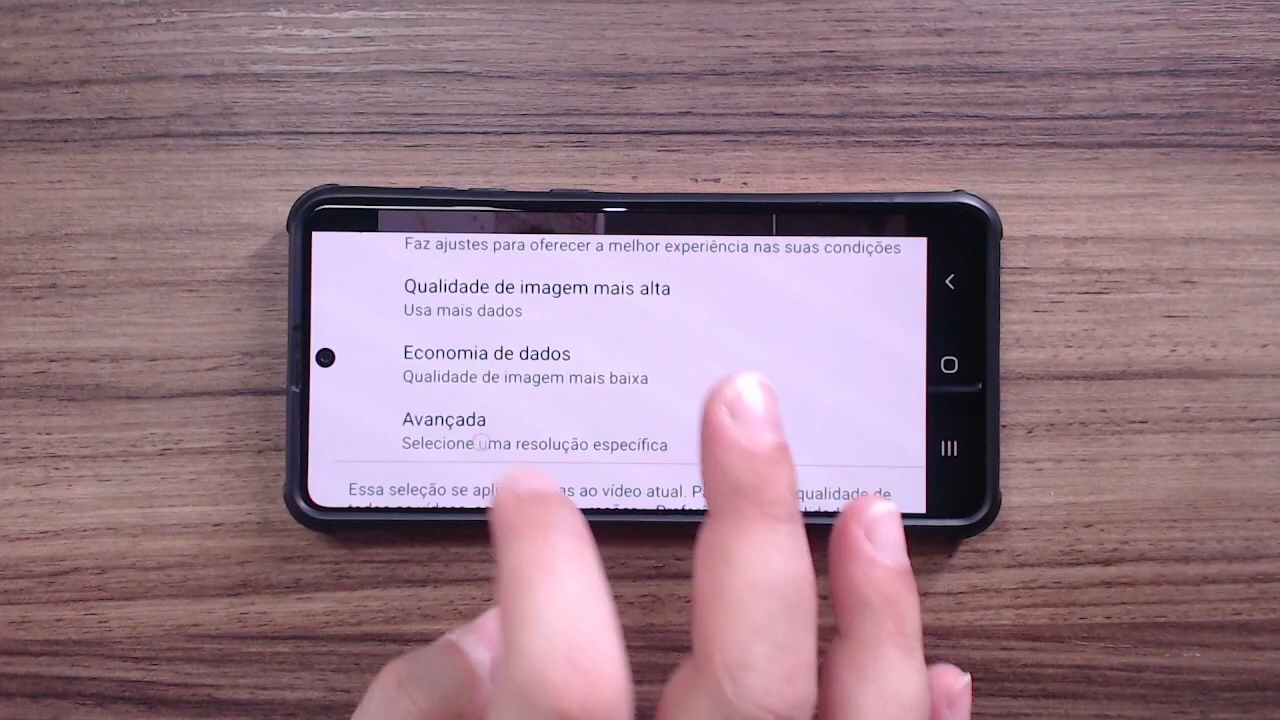 Faz ajustes para oferecer a melhor experiência nas suas condições
Qualidade de imagem mais alta
Usa mais dados
Economia de dados
Qualidade de imagem mais baixa
Avançada
Selecione uma resolução específica
Essa seleção se as ao vídeo atual. qualidade de